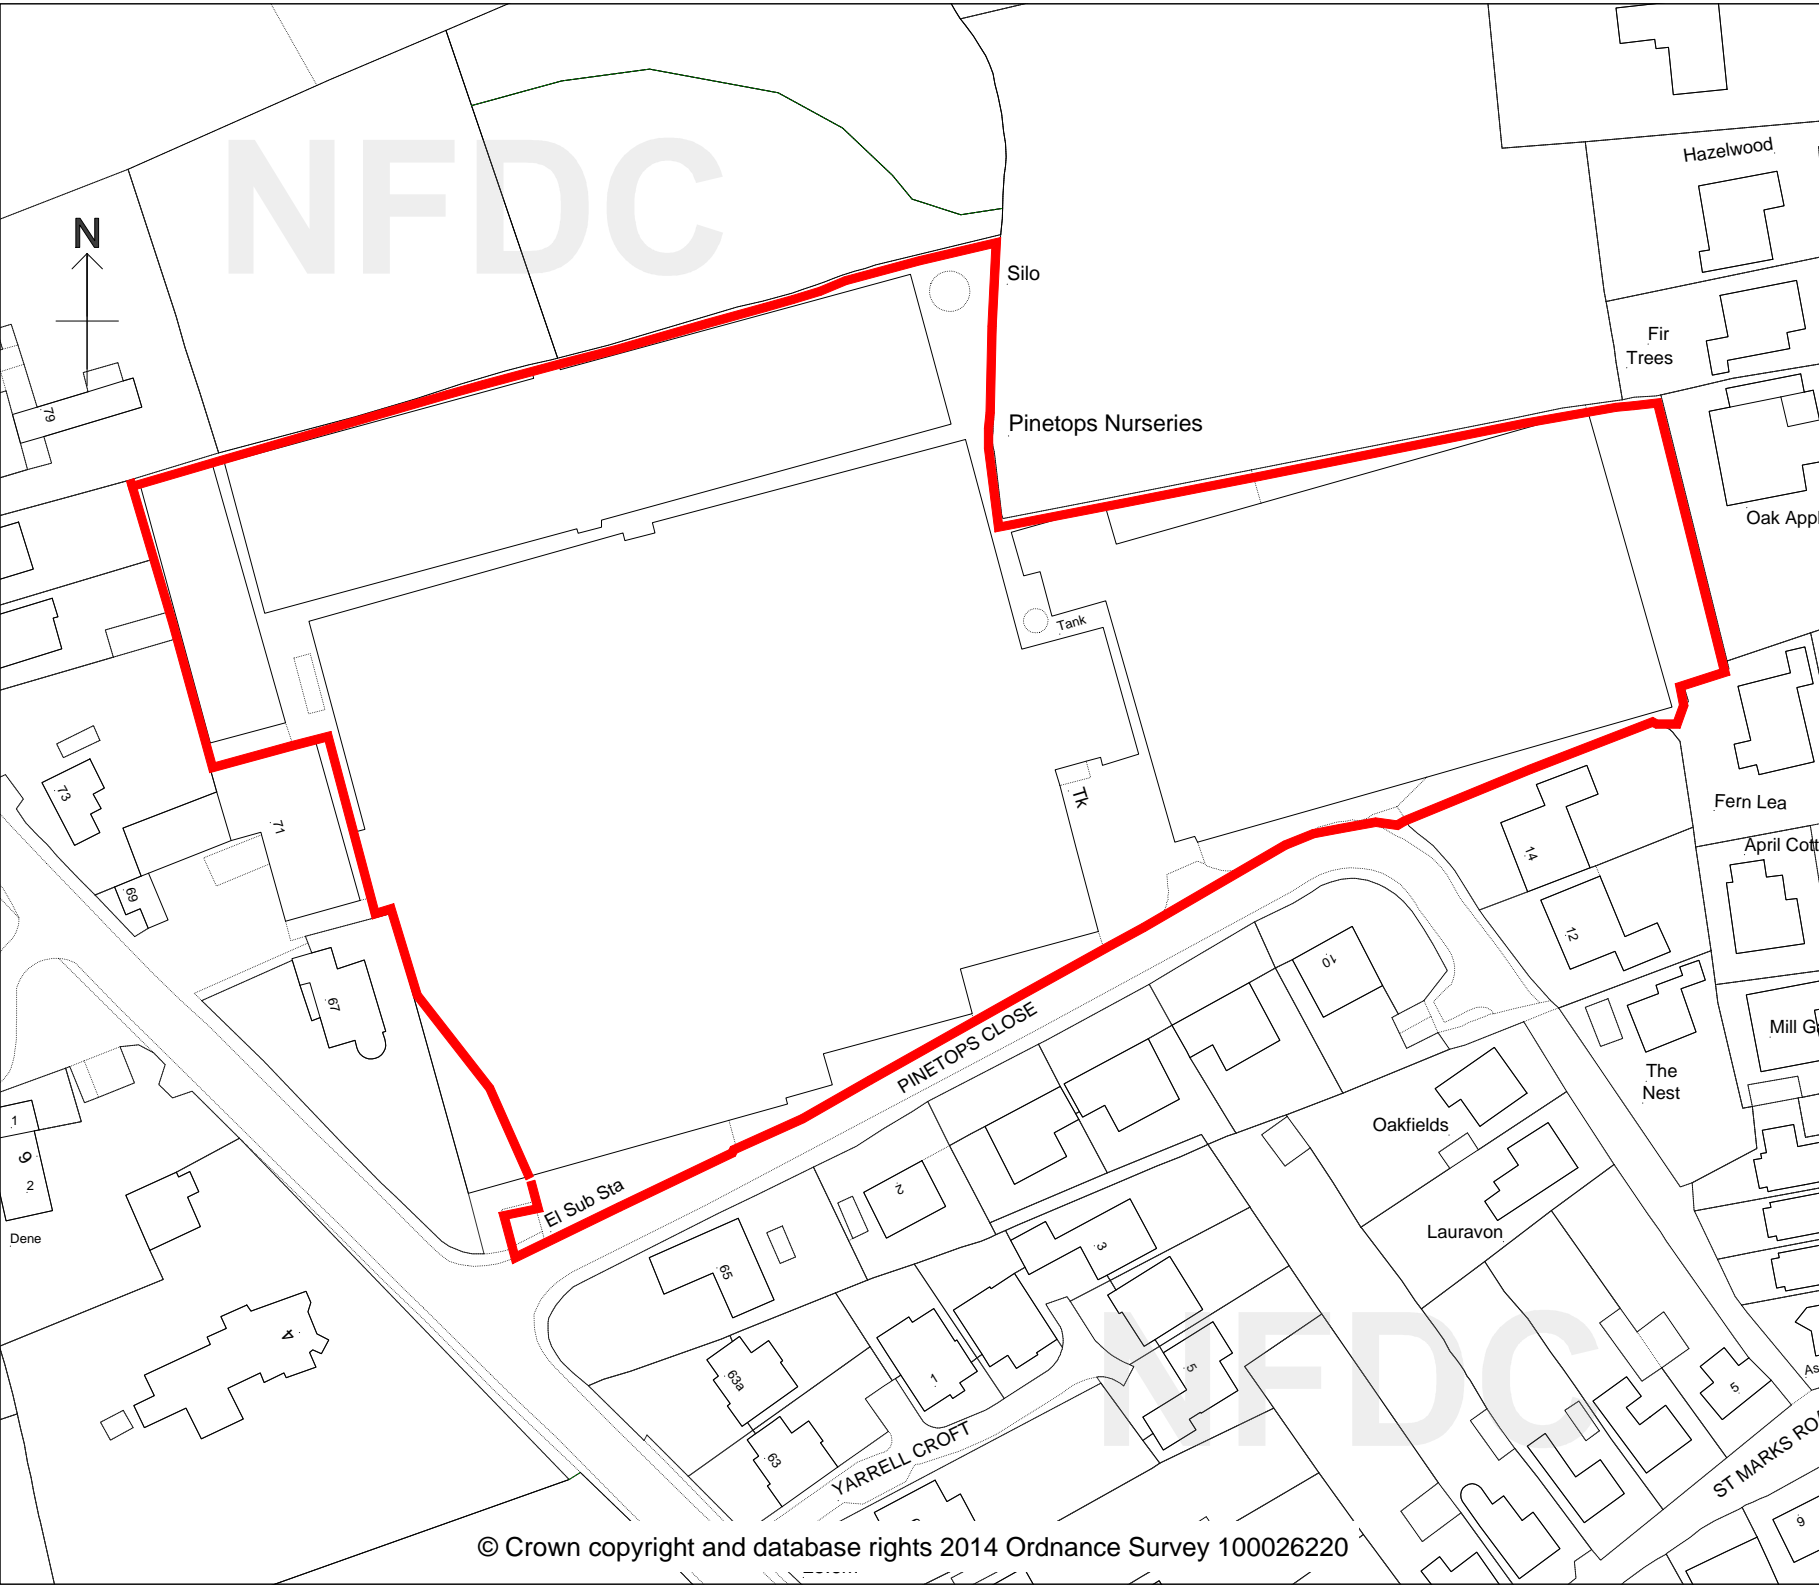 NFDC
N
Hazelwood
Silo
Fir
Trees
79
Pinetops Nurseries
Oak Appl
Tank
73
71
Tk
Fern Lea
14
April Cott
69
12
67
10
PINETOPS CLOSE
Mill G
The
Nest
1
Oakfields
9
2
El Sub Sta
2
Dene
3
Lauravon
65
4
NFDC
63a
1
5
5
As
63
YARRELL CROFT
ST MARKS ROA
9
© Crown copyright and database rights 2014 Ordnance Survey 100026220